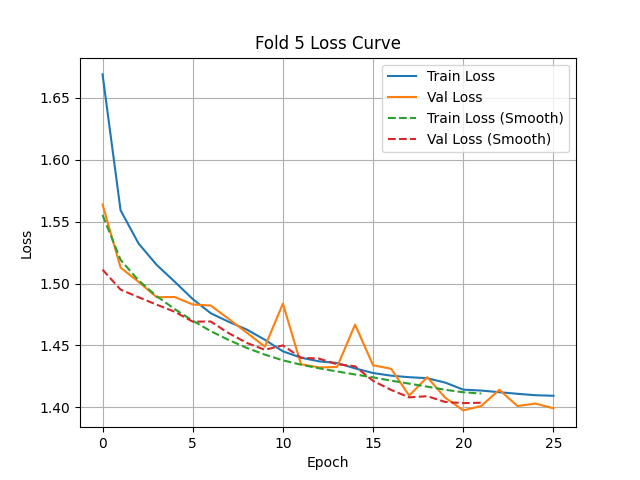 Fold 5 Loss Curve
Train Loss
Val Loss
Train Loss (Smooth)
Val Loss (Smooth)
Loss
1.65
1.60
1.55
1.50
1.45
1.40
0 5 10 15 20 25
Epoch